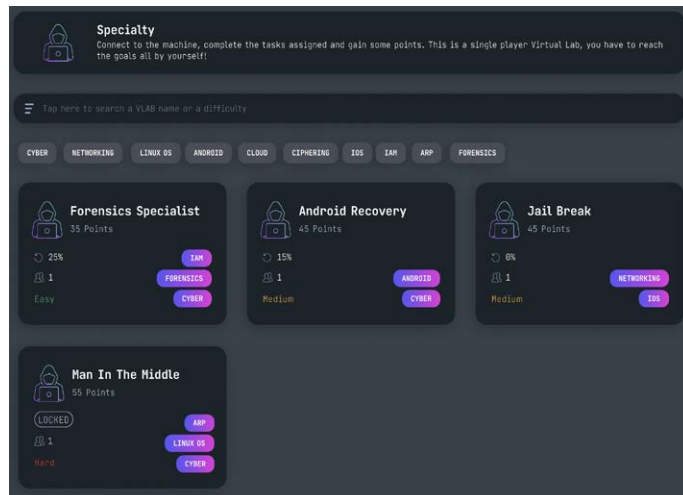 Specialty
Connect to the machine, complete the tasks assigned and gain some points. This is a single player Virtual Lab, you have to reach
the goals all by yourself!
Tap here to search a VLAB name or a difficulty
CYBER NETWORKING LINUX OS ANDROID CLOUD CIPHERING IOS IAM ARP FORENSICS
Forensics Specialist
35 Points
25%
IAM
1
FORENSICS
Easy
CYBER
Android Recovery
45 Points
15%
1
ANDROID
Medium
CYBER
Jail Break
45 Points
0%
1
NETWORKING
Medium
IOS
Man In The Middle
55 Points
LOCKED
ARP
1
LINUX OS
Hard
CYBER